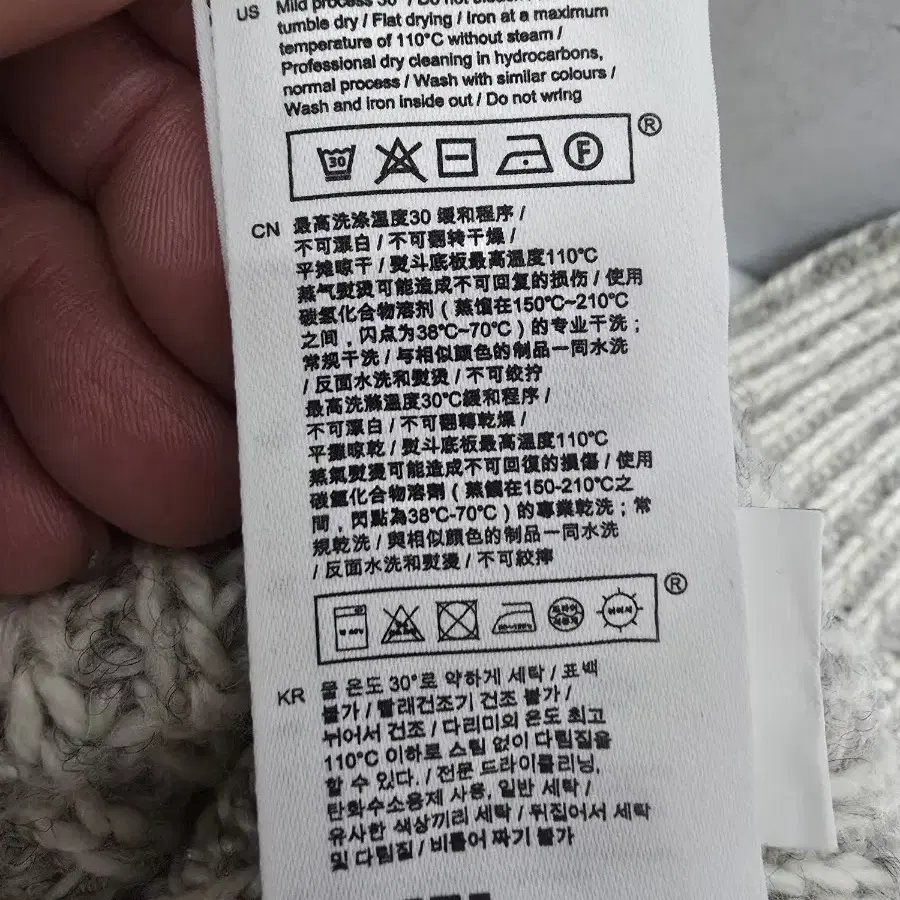 US
Mild process 30° / Do not bleach
tumble dry / Flat drying / Iron at a maximum
temperature of 110°C without steam /
Professional dry cleaning in hydrocarbons,
normal process / Wash with similar colours /
Wash and iron inside out / Do not wring
30
F
®
CN
最高洗涤温度30 缓和程序 /
不可漂白 / 不可翻转干燥 /
平摊晾干 / 熨斗底板最高温度110°C
蒸气熨烫可能造成不可回复的损伤 / 使用
碳氢化合物溶剂（蒸馏在150°C~210°C
之间，闪点为38°C~70°C）的专业干洗；
常规干洗 / 与相似颜色的制品一同水洗
/ 反面水洗和熨烫 / 不可绞拧
最高洗滌溫度30°C緩和程序 /
不可漂白 / 不可翻轉乾燥 /
平攤晾乾 / 熨斗底板最高溫度110°C
蒸氣熨燙可能造成不可回復的損傷 / 使用
碳氫化合物溶劑（蒸餾在150-210°C之
間，閃點為38°C-70°C）的專業乾洗；常
規乾洗 / 與相似顏色的製品一同水洗
/ 反面水洗和熨燙 / 不可絞擰
®
KR
물 온도 30°로 약하게 세탁 / 표백
불가 / 빨래건조기 건조 불가 /
뉘어서 건조 / 다리미의 온도 최고
110°C 이하로 스팀 없이 다림질을
할 수 있다. / 전문 드라이클리닝,
탄화수소용제 사용, 일반 세탁 /
유사한 색상끼리 세탁 / 뒤집어서 세탁
및 다림질 / 비틀어 짜기 불가